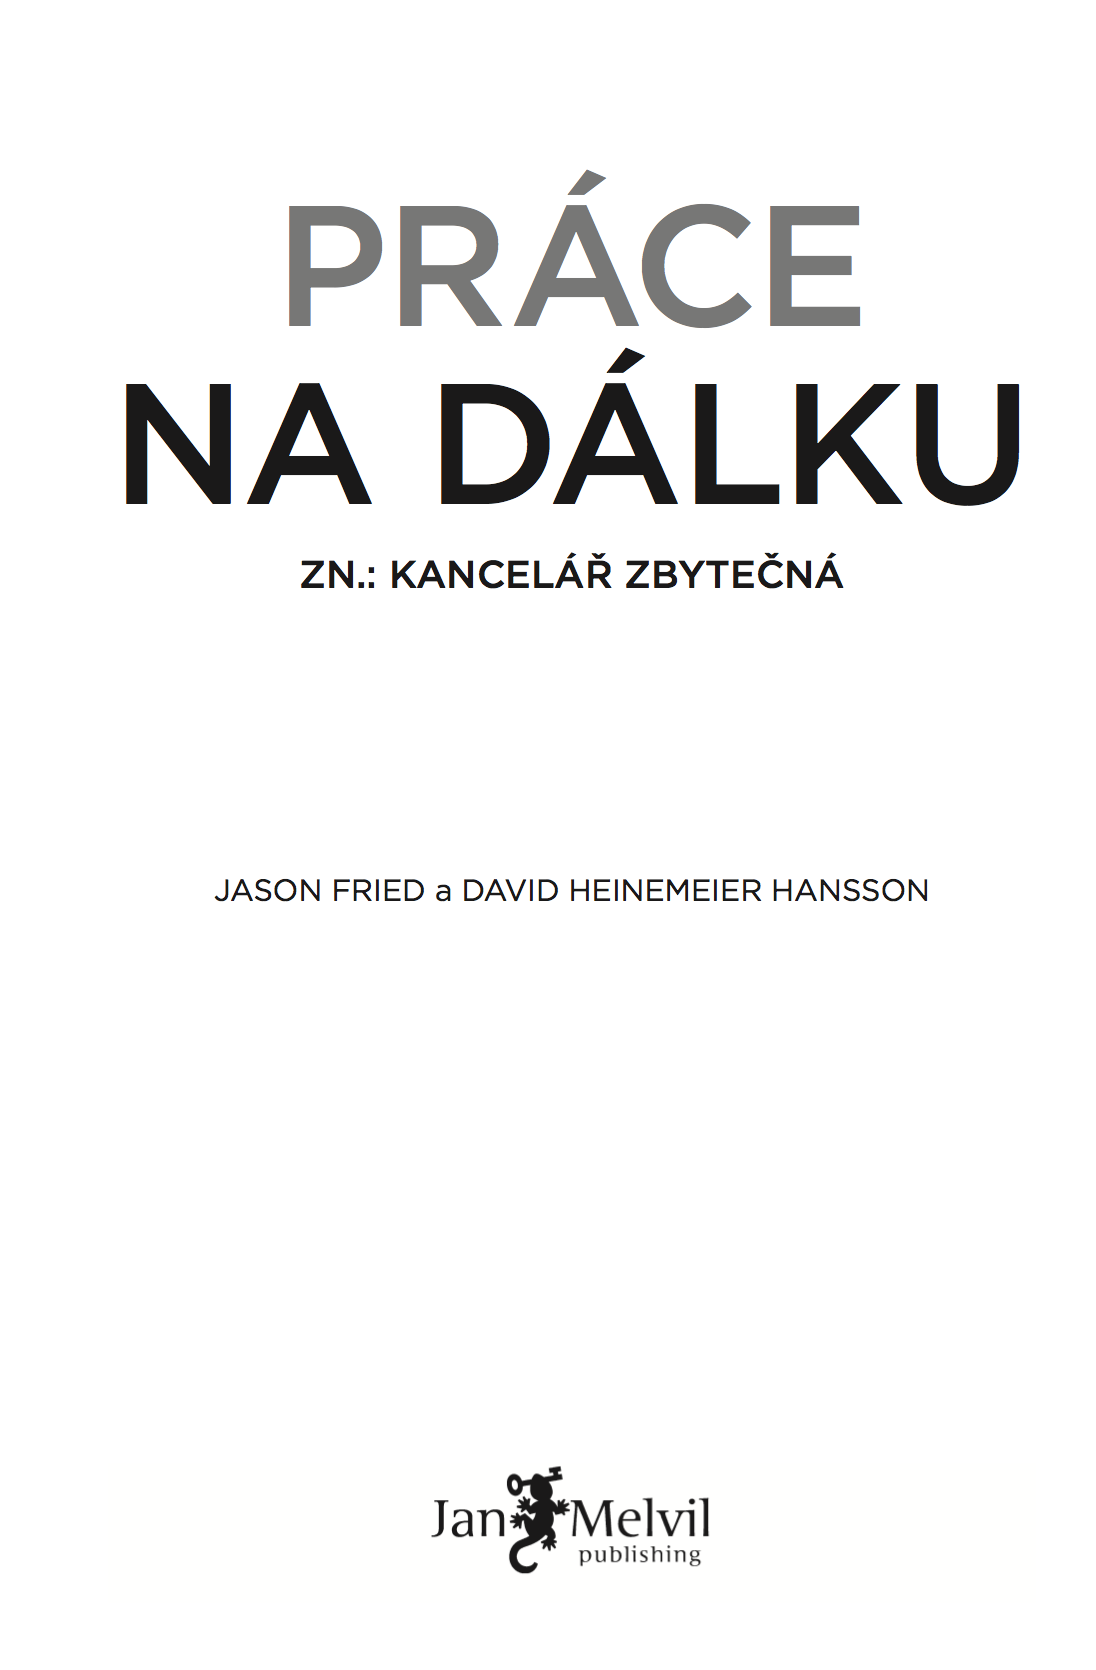 PRÁCE
NA DÁLKU
ZN.: KANCELÁŘ ZBYTEČNÁ
JASON FRIED a DAVID HEINEMEIER HANSSON
Jan Melvil
publishing